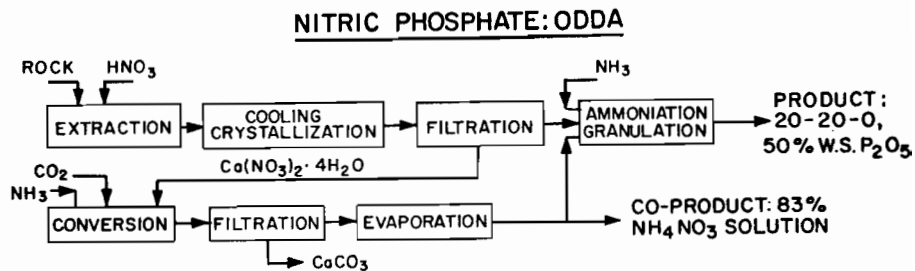 NITRIC PHOSPHATE: ODDA
ROCK
HNO₃
NH₃
EXTRACTION
COOLING
CRYSTALLIZATION
FILTRATION
AMMONIATION
GRANULATION
PRODUCT:
20-20-0,
50% W.S. P₂O₅.
Ca(NO₃)₂ · 4H₂O
CO₂
NH₃
CONVERSION
FILTRATION
EVAPORATION
CO-PRODUCT: 83%
NH₄NO₃ SOLUTION
CaCO₃